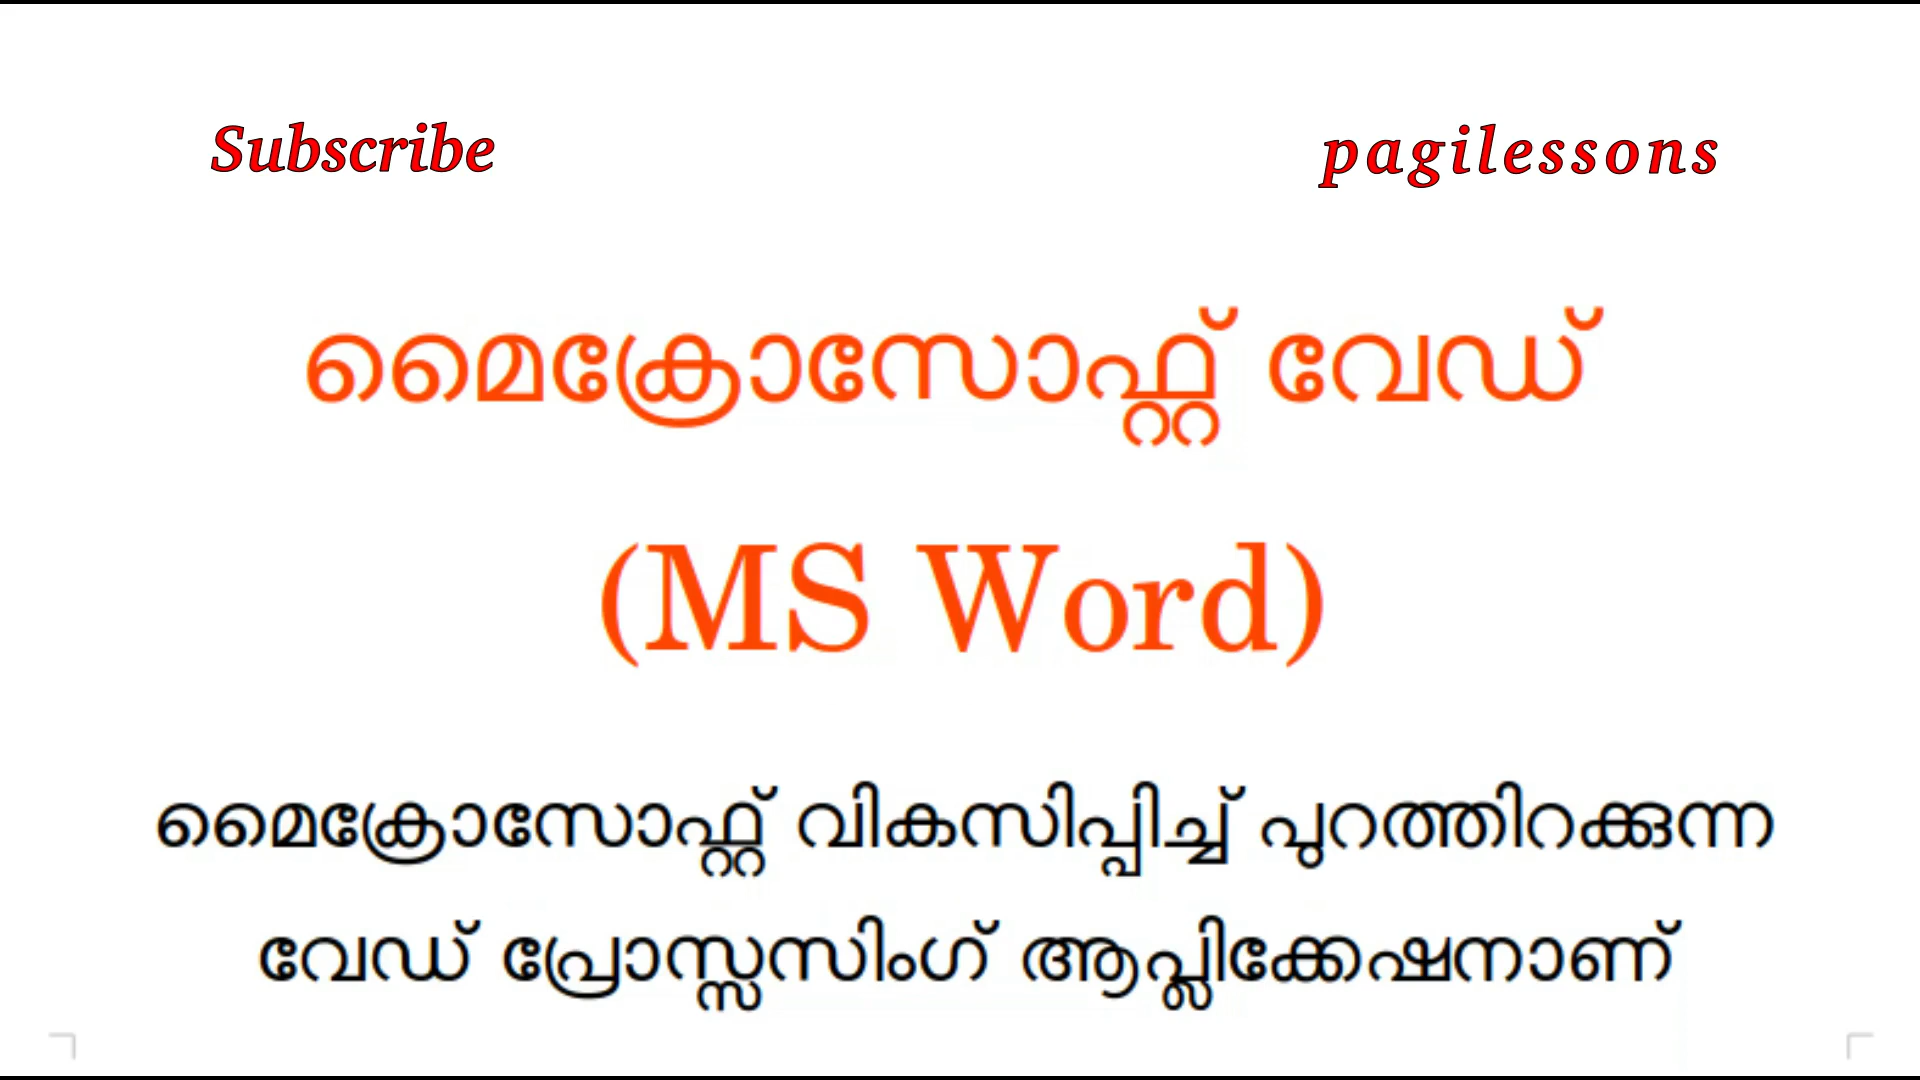 Subscribe
pagilessons
മൈക്രോസോഫ്റ്റ് വേഡ്
(MS Word)
മൈക്രോസോഫ്റ്റ് വികസിപ്പിച്ച് പുറത്തിറക്കുന്ന
വേഡ് പ്രോസ്സസിംഗ് ആപ്ലിക്കേഷനാണ്